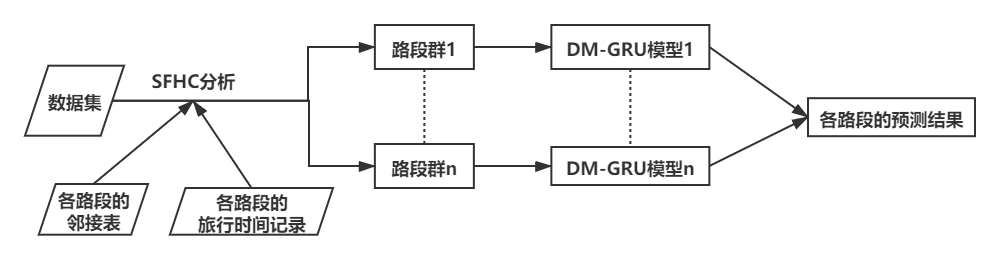 数据集
SFHC分析
各路段的
邻接表
各路段的
旅行时间记录
路段群1
DM-GRU模型1
路段群n
DM-GRU模型n
各路段的预测结果